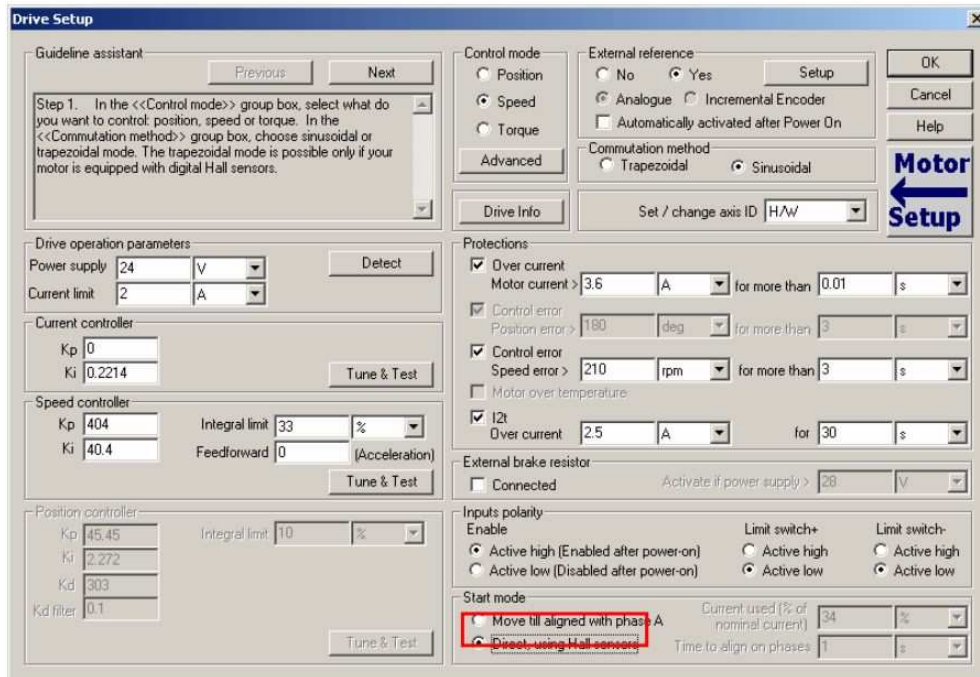 Drive Setup
Guideline assistant
Previous
Next
Step 1. In the <<Control mode>> group box, select what do
you want to control: position, speed or torque. In the
<<Commutation method>> group box, choose sinusoidal or
trapezoidal mode. The trapezoidal mode is possible only if your
motor is equipped with digital Hall sensors.
Control mode
Position
Speed
Torque
Advanced
External reference
No
Yes
Setup
Analogue
Incremental Encoder
Automatically activated after Power On
Commutation method
Trapezoidal
Sinusoidal
OK
Cancel
Help
Motor
Setup
Drive Info
Set / change axis ID H/W
Drive operation parameters
Power supply 24 V
Detect
Current limit 2 A
Current controller
Kp 0
Ki 0.2214
Tune & Test
Speed controller
Kp 404
Integral limit 33 %
Ki 40.4
Feedforward 0 (Acceleration)
Tune & Test
Position controller
Kp 45.45
Integral limit 10 %
Ki 2.272
Kd 303
Kd filter 0.1
Tune & Test
Protections
Over current
Motor current > 3.6 A for more than 0.01 s
Control error
Position error > 180 deg for more than 3 s
Control error
Speed error > 210 rpm for more than 3 s
Motor over temperature
I2t
Over current 2.5 A for 30 s
External brake resistor
Connected
Activate if power supply > 28 V
Inputs polarity
Enable
Active high (Enabled after power-on)
Active low (Disabled after power-on)
Limit switch+
Active high
Active low
Limit switch-
Active high
Active low
Start mode
Move till aligned with phase A
Direct, using Hall sensors
Current used (% of
nominal current) 34 %
Time to align on phases 1 s